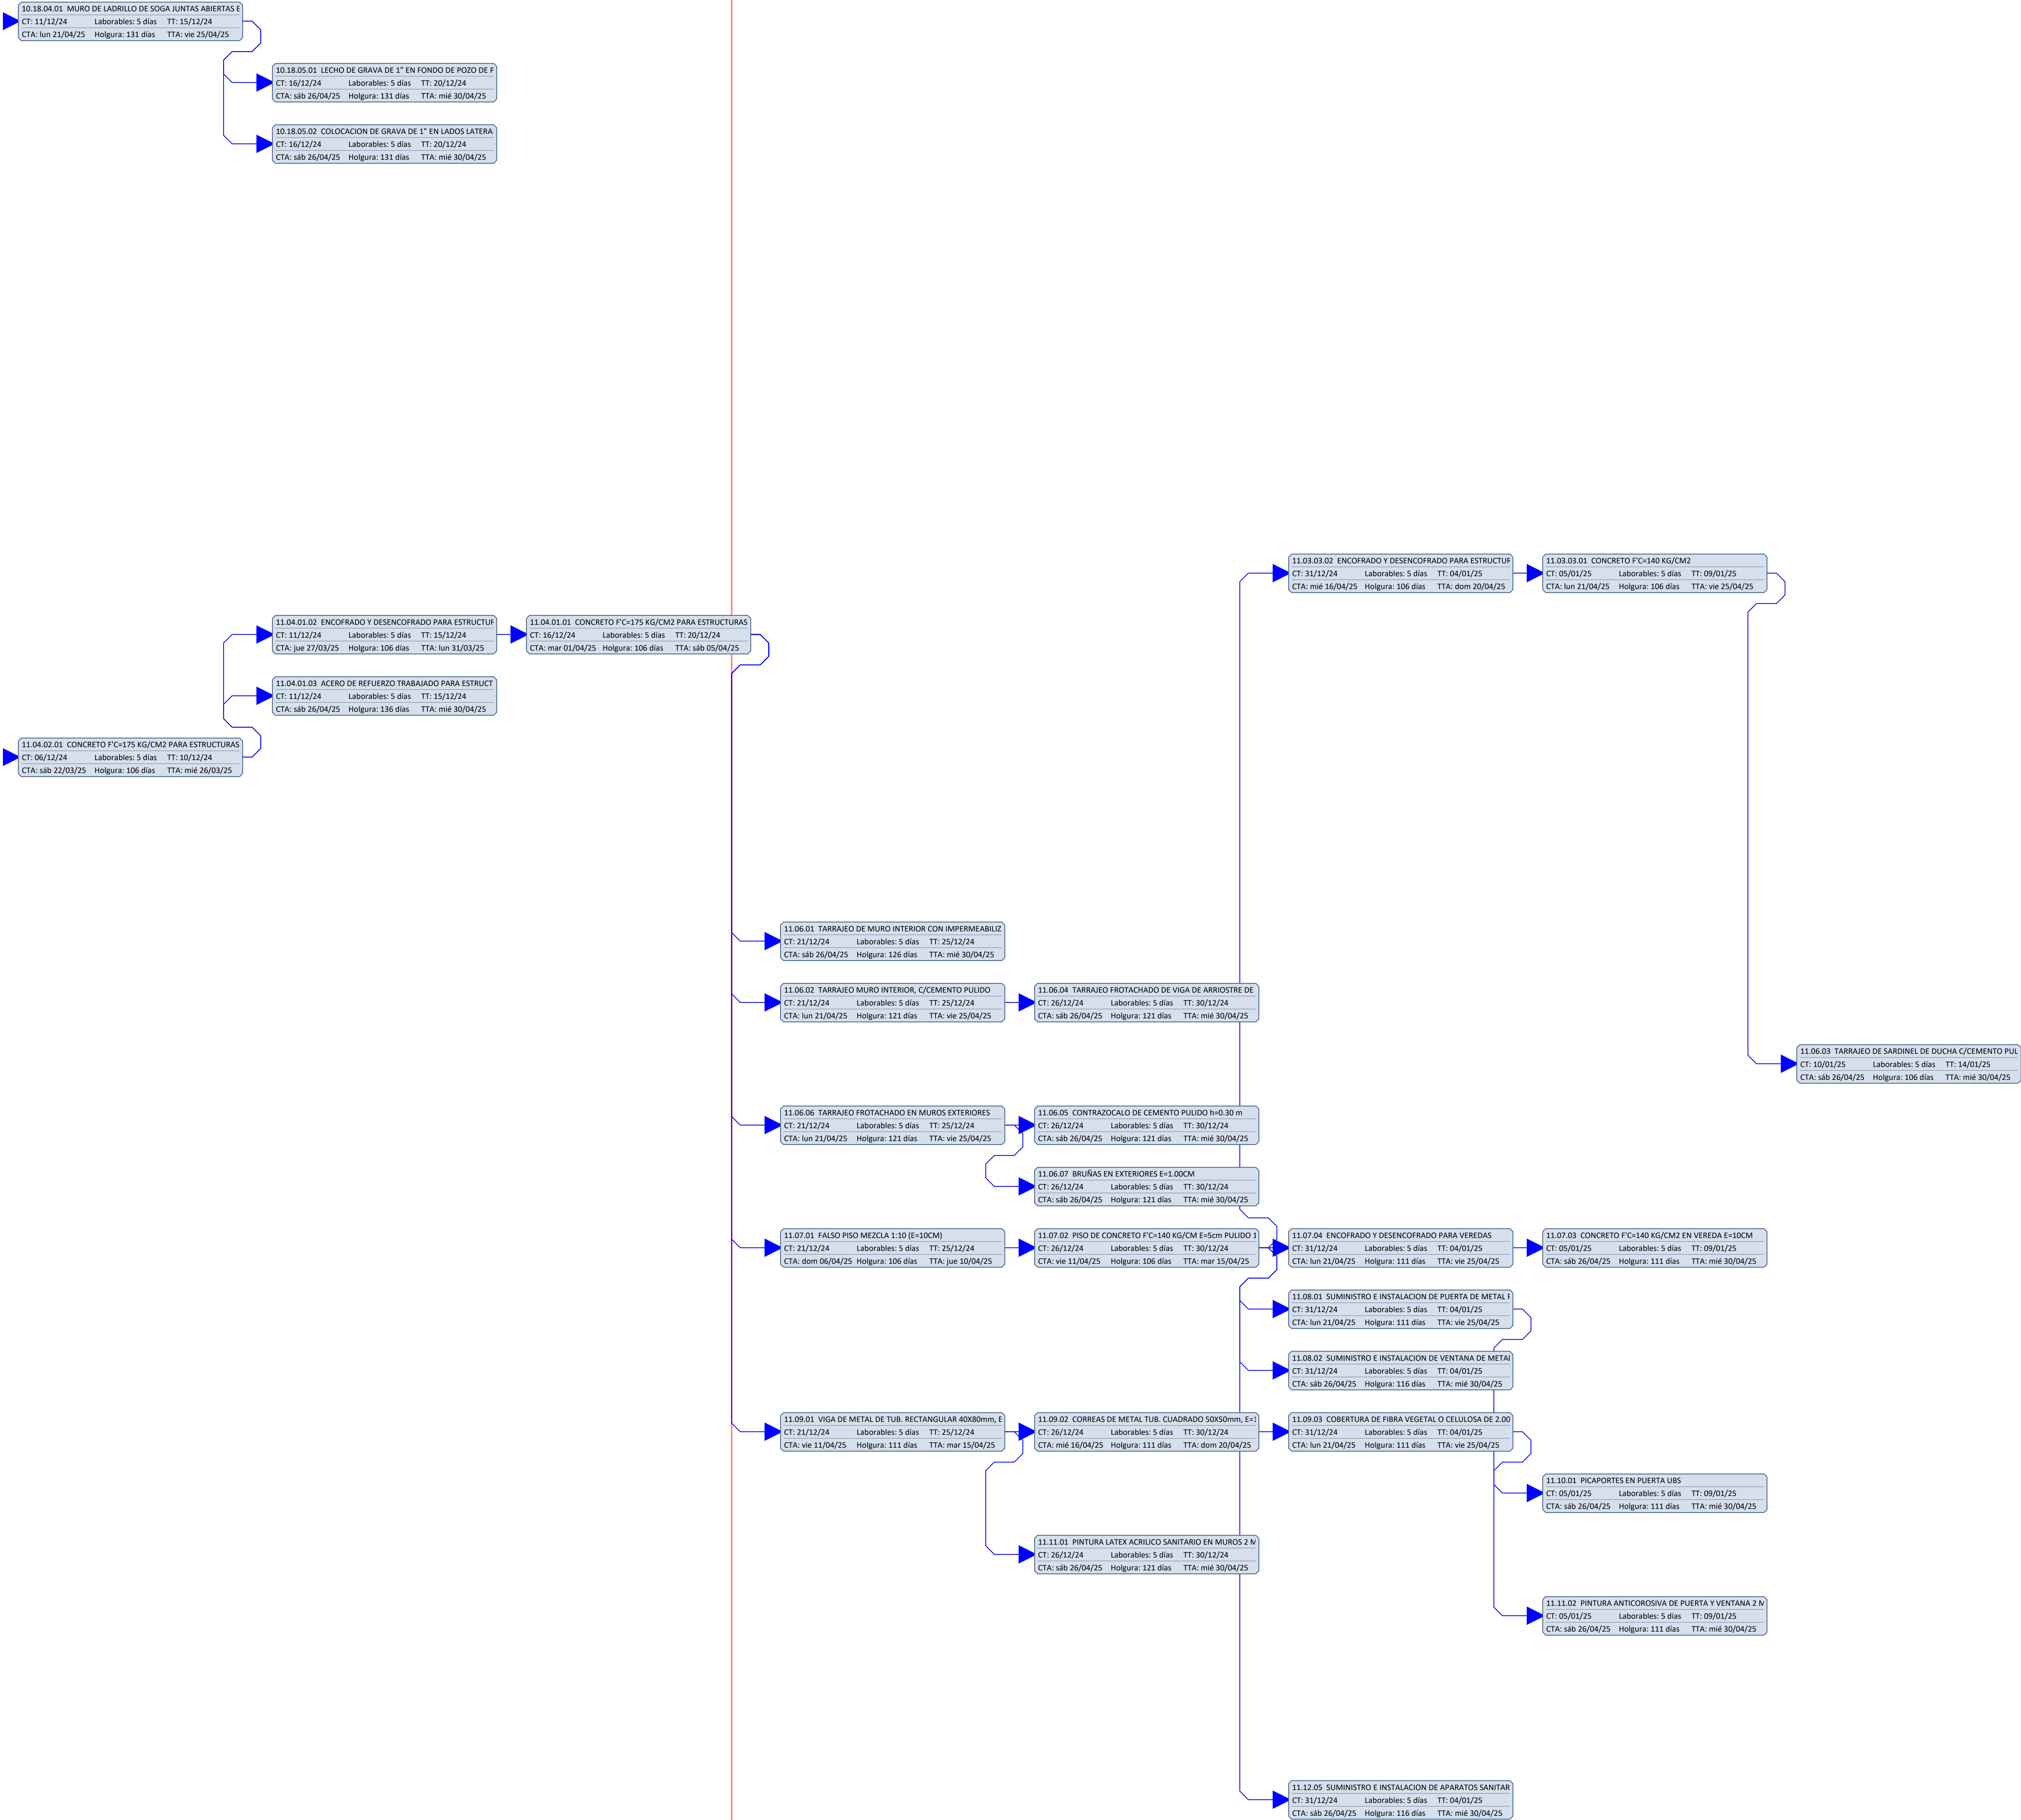 10.18.04.01 MURO DE LADRILLO DE SOGA JUNTAS ABIERTAS E
CT: 11/12/24 Laborables: 5 días TT: 15/12/24
CTA: lun 21/04/25 Holgura: 131 días TTA: vie 25/04/25
10.18.05.01 LECHO DE GRAVA DE 1" EN FONDO DE POZO DE P
CT: 16/12/24 Laborables: 5 días TT: 20/12/24
CTA: sáb 26/04/25 Holgura: 131 días TTA: mié 30/04/25
10.18.05.02 COLOCACION DE GRAVA DE 1" EN LADOS LATERA
CT: 16/12/24 Laborables: 5 días TT: 20/12/24
CTA: sáb 26/04/25 Holgura: 131 días TTA: mié 30/04/25
11.03.03.02 ENCOFRADO Y DESENCOFRADO PARA ESTRUCTUR
CT: 31/12/24 Laborables: 5 días TT: 04/01/25
CTA: mié 16/04/25 Holgura: 106 días TTA: dom 20/04/25
11.03.03.01 CONCRETO F'C=140 KG/CM2
CT: 05/01/25 Laborables: 5 días TT: 09/01/25
CTA: lun 21/04/25 Holgura: 106 días TTA: vie 25/04/25
11.04.01.02 ENCOFRADO Y DESENCOFRADO PARA ESTRUCTUR
CT: 11/12/24 Laborables: 5 días TT: 15/12/24
CTA: jue 27/03/25 Holgura: 106 días TTA: lun 31/03/25
11.04.01.01 CONCRETO F'C=175 KG/CM2 PARA ESTRUCTURAS
CT: 16/12/24 Laborables: 5 días TT: 20/12/24
CTA: mar 01/04/25 Holgura: 106 días TTA: sáb 05/04/25
11.04.01.03 ACERO DE REFUERZO TRABAJADO PARA ESTRUCT
CT: 11/12/24 Laborables: 5 días TT: 15/12/24
CTA: sáb 26/04/25 Holgura: 136 días TTA: mié 30/04/25
11.04.02.01 CONCRETO F'C=175 KG/CM2 PARA ESTRUCTURAS
CT: 06/12/24 Laborables: 5 días TT: 10/12/24
CTA: sáb 22/03/25 Holgura: 106 días TTA: mié 26/03/25
11.06.01 TARRAJEO DE MURO INTERIOR CON IMPERMEABILIZ
CT: 21/12/24 Laborables: 5 días TT: 25/12/24
CTA: sáb 26/04/25 Holgura: 126 días TTA: mié 30/04/25
11.06.02 TARRAJEO MURO INTERIOR, C/CEMENTO PULIDO
CT: 21/12/24 Laborables: 5 días TT: 25/12/24
CTA: lun 21/04/25 Holgura: 121 días TTA: vie 25/04/25
11.06.04 TARRAJEO FROTACHADO DE VIGA DE ARRIOSTRE DE
CT: 26/12/24 Laborables: 5 días TT: 30/12/24
CTA: sáb 26/04/25 Holgura: 121 días TTA: mié 30/04/25
11.06.03 TARRAJEO DE SARDINEL DE DUCHA C/CEMENTO PUL
CT: 10/01/25 Laborables: 5 días TT: 14/01/25
CTA: sáb 26/04/25 Holgura: 106 días TTA: mié 30/04/25
11.06.06 TARRAJEO FROTACHADO EN MUROS EXTERIORES
CT: 21/12/24 Laborables: 5 días TT: 25/12/24
CTA: lun 21/04/25 Holgura: 121 días TTA: vie 25/04/25
11.06.05 CONTRAZOCALO DE CEMENTO PULIDO h=0.30 m
CT: 26/12/24 Laborables: 5 días TT: 30/12/24
CTA: sáb 26/04/25 Holgura: 121 días TTA: mié 30/04/25
11.06.07 BRUÑAS EN EXTERIORES E=1.00CM
CT: 26/12/24 Laborables: 5 días TT: 30/12/24
CTA: sáb 26/04/25 Holgura: 121 días TTA: mié 30/04/25
11.07.01 FALSO PISO MEZCLA 1:10 (E=10CM)
CT: 21/12/24 Laborables: 5 días TT: 25/12/24
CTA: dom 06/04/25 Holgura: 106 días TTA: jue 10/04/25
11.07.02 PISO DE CONCRETO F'C=140 KG/CM E=5cm PULIDO 1
CT: 26/12/24 Laborables: 5 días TT: 30/12/24
CTA: vie 11/04/25 Holgura: 106 días TTA: mar 15/04/25
11.07.04 ENCOFRADO Y DESENCOFRADO PARA VEREDAS
CT: 31/12/24 Laborables: 5 días TT: 04/01/25
CTA: lun 21/04/25 Holgura: 111 días TTA: vie 25/04/25
11.07.03 CONCRETO F'C=140 KG/CM2 EN VEREDA E=10CM
CT: 05/01/25 Laborables: 5 días TT: 09/01/25
CTA: sáb 26/04/25 Holgura: 111 días TTA: mié 30/04/25
11.08.01 SUMINISTRO E INSTALACION DE PUERTA DE METAL
CT: 31/12/24 Laborables: 5 días TT: 04/01/25
CTA: lun 21/04/25 Holgura: 111 días TTA: vie 25/04/25
11.08.02 SUMINISTRO E INSTALACION DE VENTANA DE METAL
CT: 31/12/24 Laborables: 5 días TT: 04/01/25
CTA: sáb 26/04/25 Holgura: 116 días TTA: mié 30/04/25
11.09.01 VIGA DE METAL DE TUB. RECTANGULAR 40X80mm, E
CT: 21/12/24 Laborables: 5 días TT: 25/12/24
CTA: vie 11/04/25 Holgura: 111 días TTA: mar 15/04/25
11.09.02 CORREAS DE METAL TUB. CUADRADO 50X50mm, E=1
CT: 26/12/24 Laborables: 5 días TT: 30/12/24
CTA: mié 16/04/25 Holgura: 111 días TTA: dom 20/04/25
11.09.03 COBERTURA DE FIBRA VEGETAL O CELULOSA DE 2.00
CT: 31/12/24 Laborables: 5 días TT: 04/01/25
CTA: lun 21/04/25 Holgura: 111 días TTA: vie 25/04/25
11.10.01 PICAPORTES EN PUERTA UBS
CT: 05/01/25 Laborables: 5 días TT: 09/01/25
CTA: sáb 26/04/25 Holgura: 111 días TTA: mié 30/04/25
11.11.01 PINTURA LATEX ACRILICO SANITARIO EN MUROS 2 M
CT: 26/12/24 Laborables: 5 días TT: 30/12/24
CTA: sáb 26/04/25 Holgura: 121 días TTA: mié 30/04/25
11.11.02 PINTURA ANTICOROSIVA DE PUERTA Y VENTANA 2 M
CT: 05/01/25 Laborables: 5 días TT: 09/01/25
CTA: sáb 26/04/25 Holgura: 111 días TTA: mié 30/04/25
11.12.05 SUMINISTRO E INSTALACION DE APARATOS SANITAR
CT: 31/12/24 Laborables: 5 días TT: 04/01/25
CTA: sáb 26/04/25 Holgura: 116 días TTA: mié 30/04/25